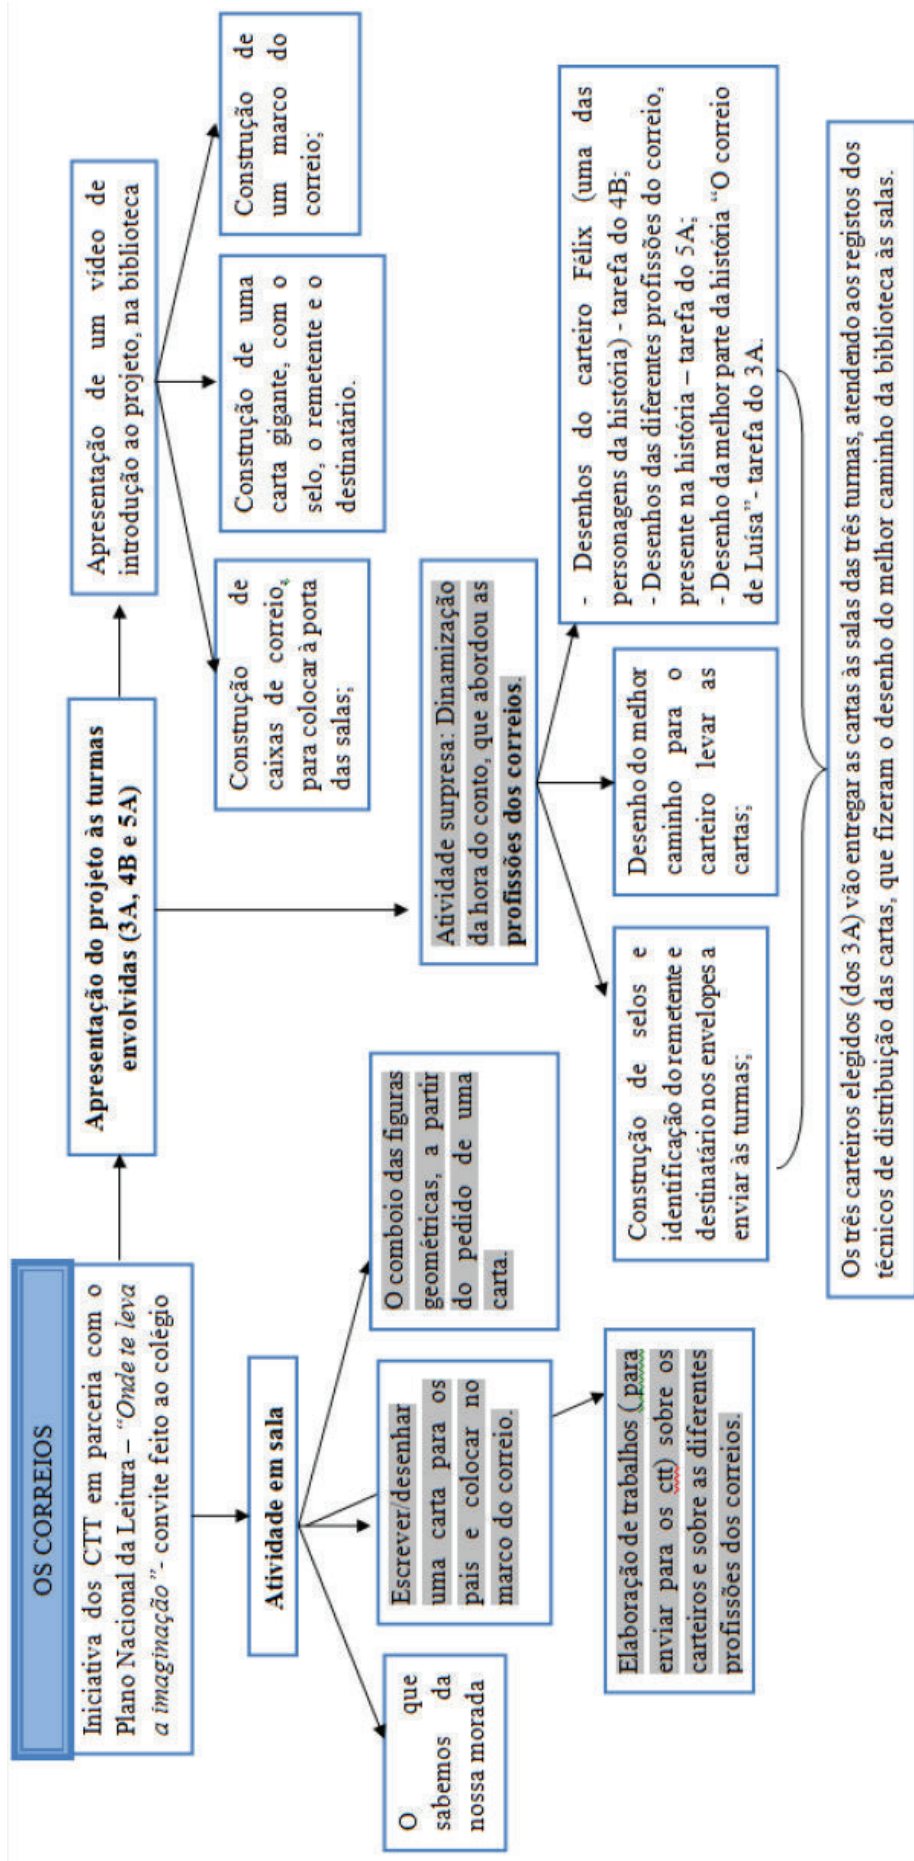 OS CORREIOS
Iniciativa dos CTT em parceria com o
Plano Nacional da Leitura – “Onde te leva
a imaginação”- convite feito ao colégio
Apresentação do projeto às turmas
envolvidas (3A, 4B e 5A)
Apresentação de um vídeo de
introdução ao projeto, na biblioteca
Construção de
caixas de correio,
para colocar à porta
das salas;
Construção de uma
carta gigante, com o
selo, o remetente e o
destinatário.
Construção de
um marco do
correio;
Atividade em sala
O que
sabemos da
nossa morada
Escrever/desenhar
uma carta para os
pais e colocar no
marco do correio.
O comboio das figuras
geométricas, a partir
do pedido de uma
carta.
Elaboração de trabalhos ( para
enviar para os ctt) sobre os
carteiros e sobre as diferentes
profissões dos correios.
Atividade surpresa: Dinamização
da hora do conto, que abordou as
profissões dos correios.
Construção de selos e
identificação do remetente e
destinatário nos envelopes a
enviar às turmas;
Desenho do melhor
caminho para o
carteiro levar as
cartas;
- Desenhos do carteiro Félix (uma das
personagens da história) - tarefa do 4B;
- Desenhos das diferentes profissões do correio,
presente na história – tarefa do 5A;
- Desenho da melhor parte da história “O correio
de Luísa”- tarefa do 3A.
Os três carteiros elegidos (dos 3 A) vão entregar as cartas às salas das três turmas, atendendo aos registos dos
técnicos de distribuição das cartas, que fizeram o desenho do melhor caminho da biblioteca às salas.